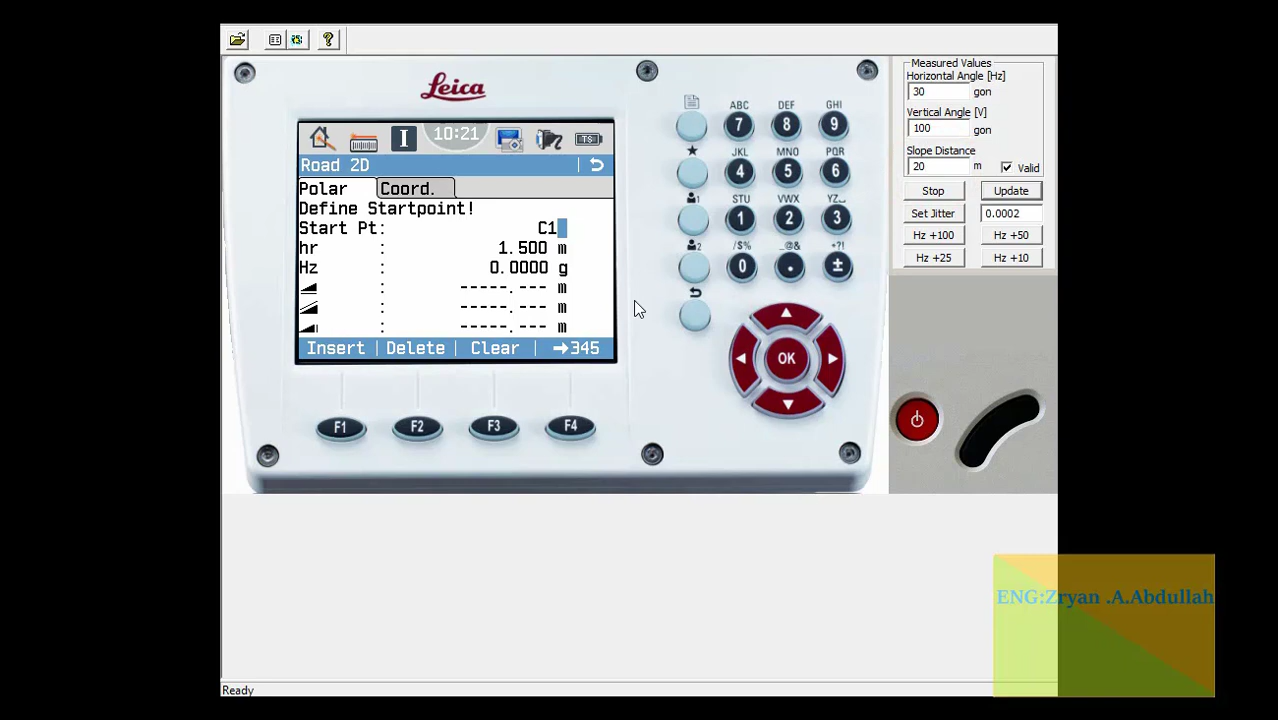 Leica
10:21
TS
Road 2D
Polar
Coord.
Define Startpoint!
Start Pt: C1
hr : 1.500 m
Hz : 0.0000 g
: -----.--- m
: -----.--- m
: -----.--- m
Insert | Delete | Clear | →345
F1
F2
F3
F4
ABC
DEF
GHI
7
8
9
JKL
MNO
PQR
4
5
6
STU
VWX
YZ
1
2
3
/$%
_@&
+?!
0
.
±
1
2
OK
Measured Values
Horizontal Angle [Hz]
30 gon
Vertical Angle [V]
100 gon
Slope Distance
20 m Valid
Stop
Update
Set Jitter
0.0002
Hz +100
Hz +50
Hz +25
Hz +10
ENG:Zryan .A.Abdullah
Ready